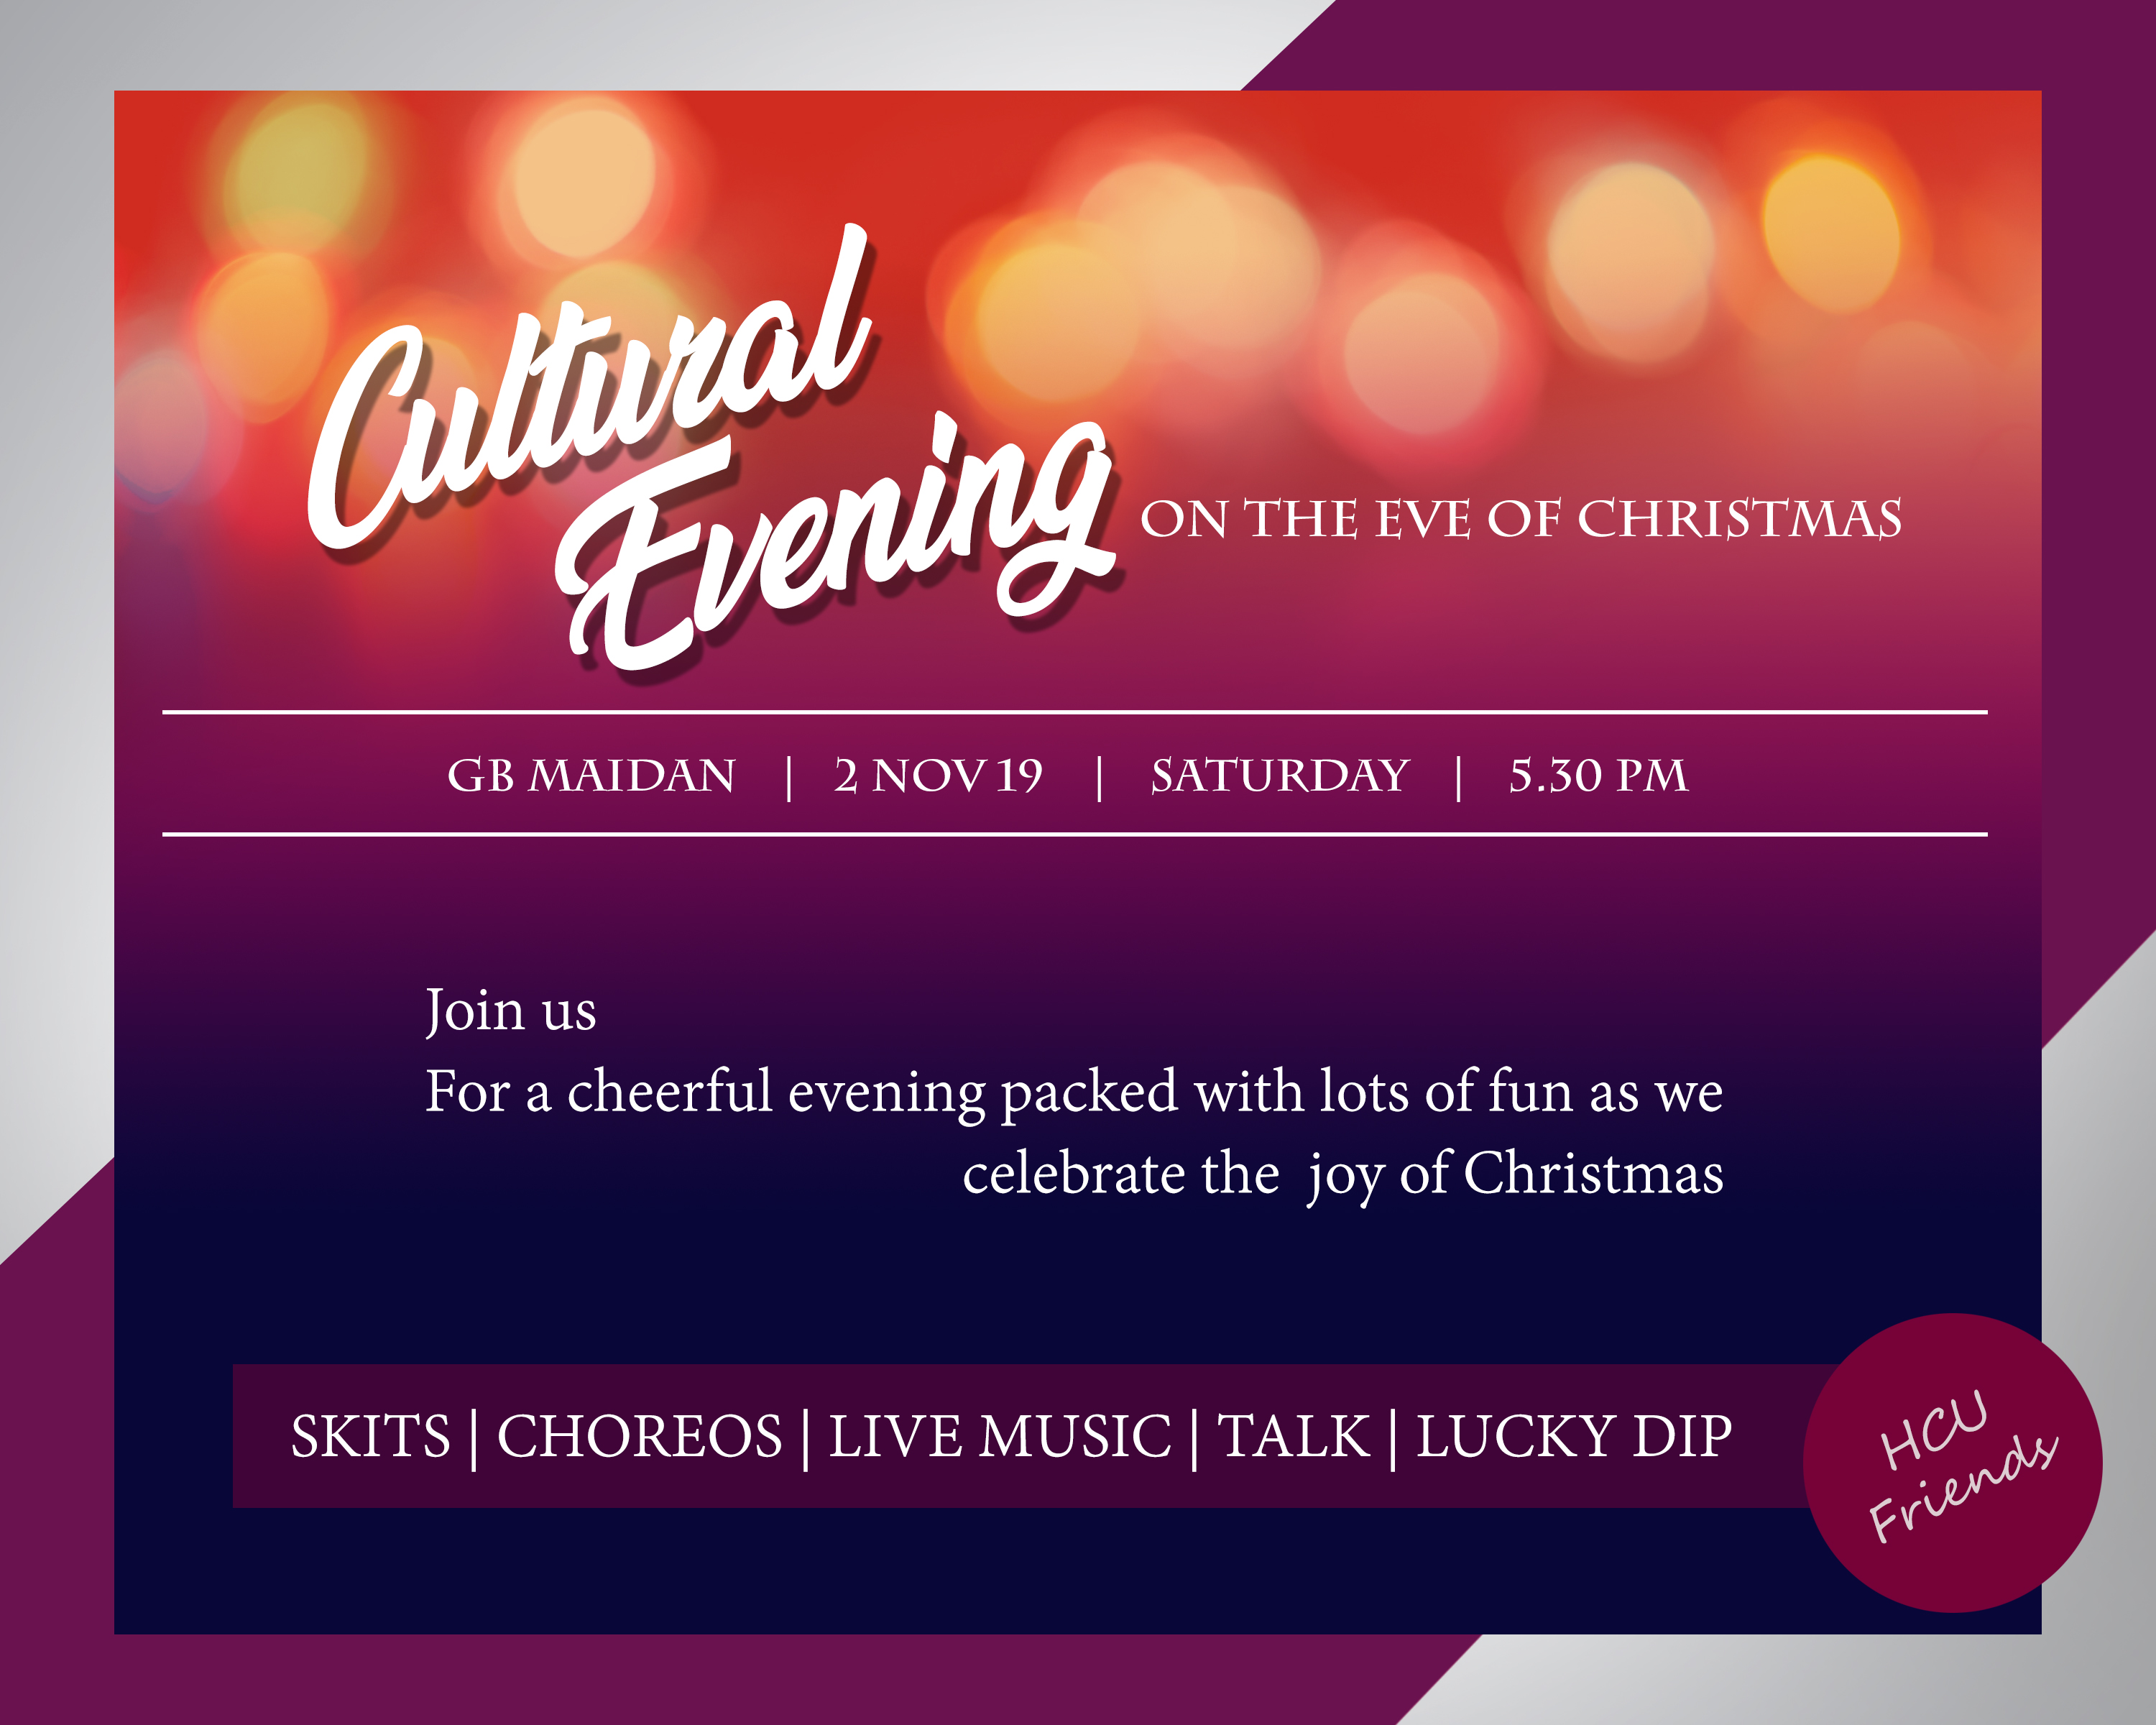 Cultural
Evening
ON THE EVE OF CHRISTMAS
GB MAIDAN | 2 NOV 19 | SATURDAY | 5.30 PM
Join us
For a cheerful evening packed with lots of fun as we
celebrate the joy of Christmas
SKITS | CHOREOS | LIVE MUSIC | TALK | LUCKY DIP
HCU
Friends